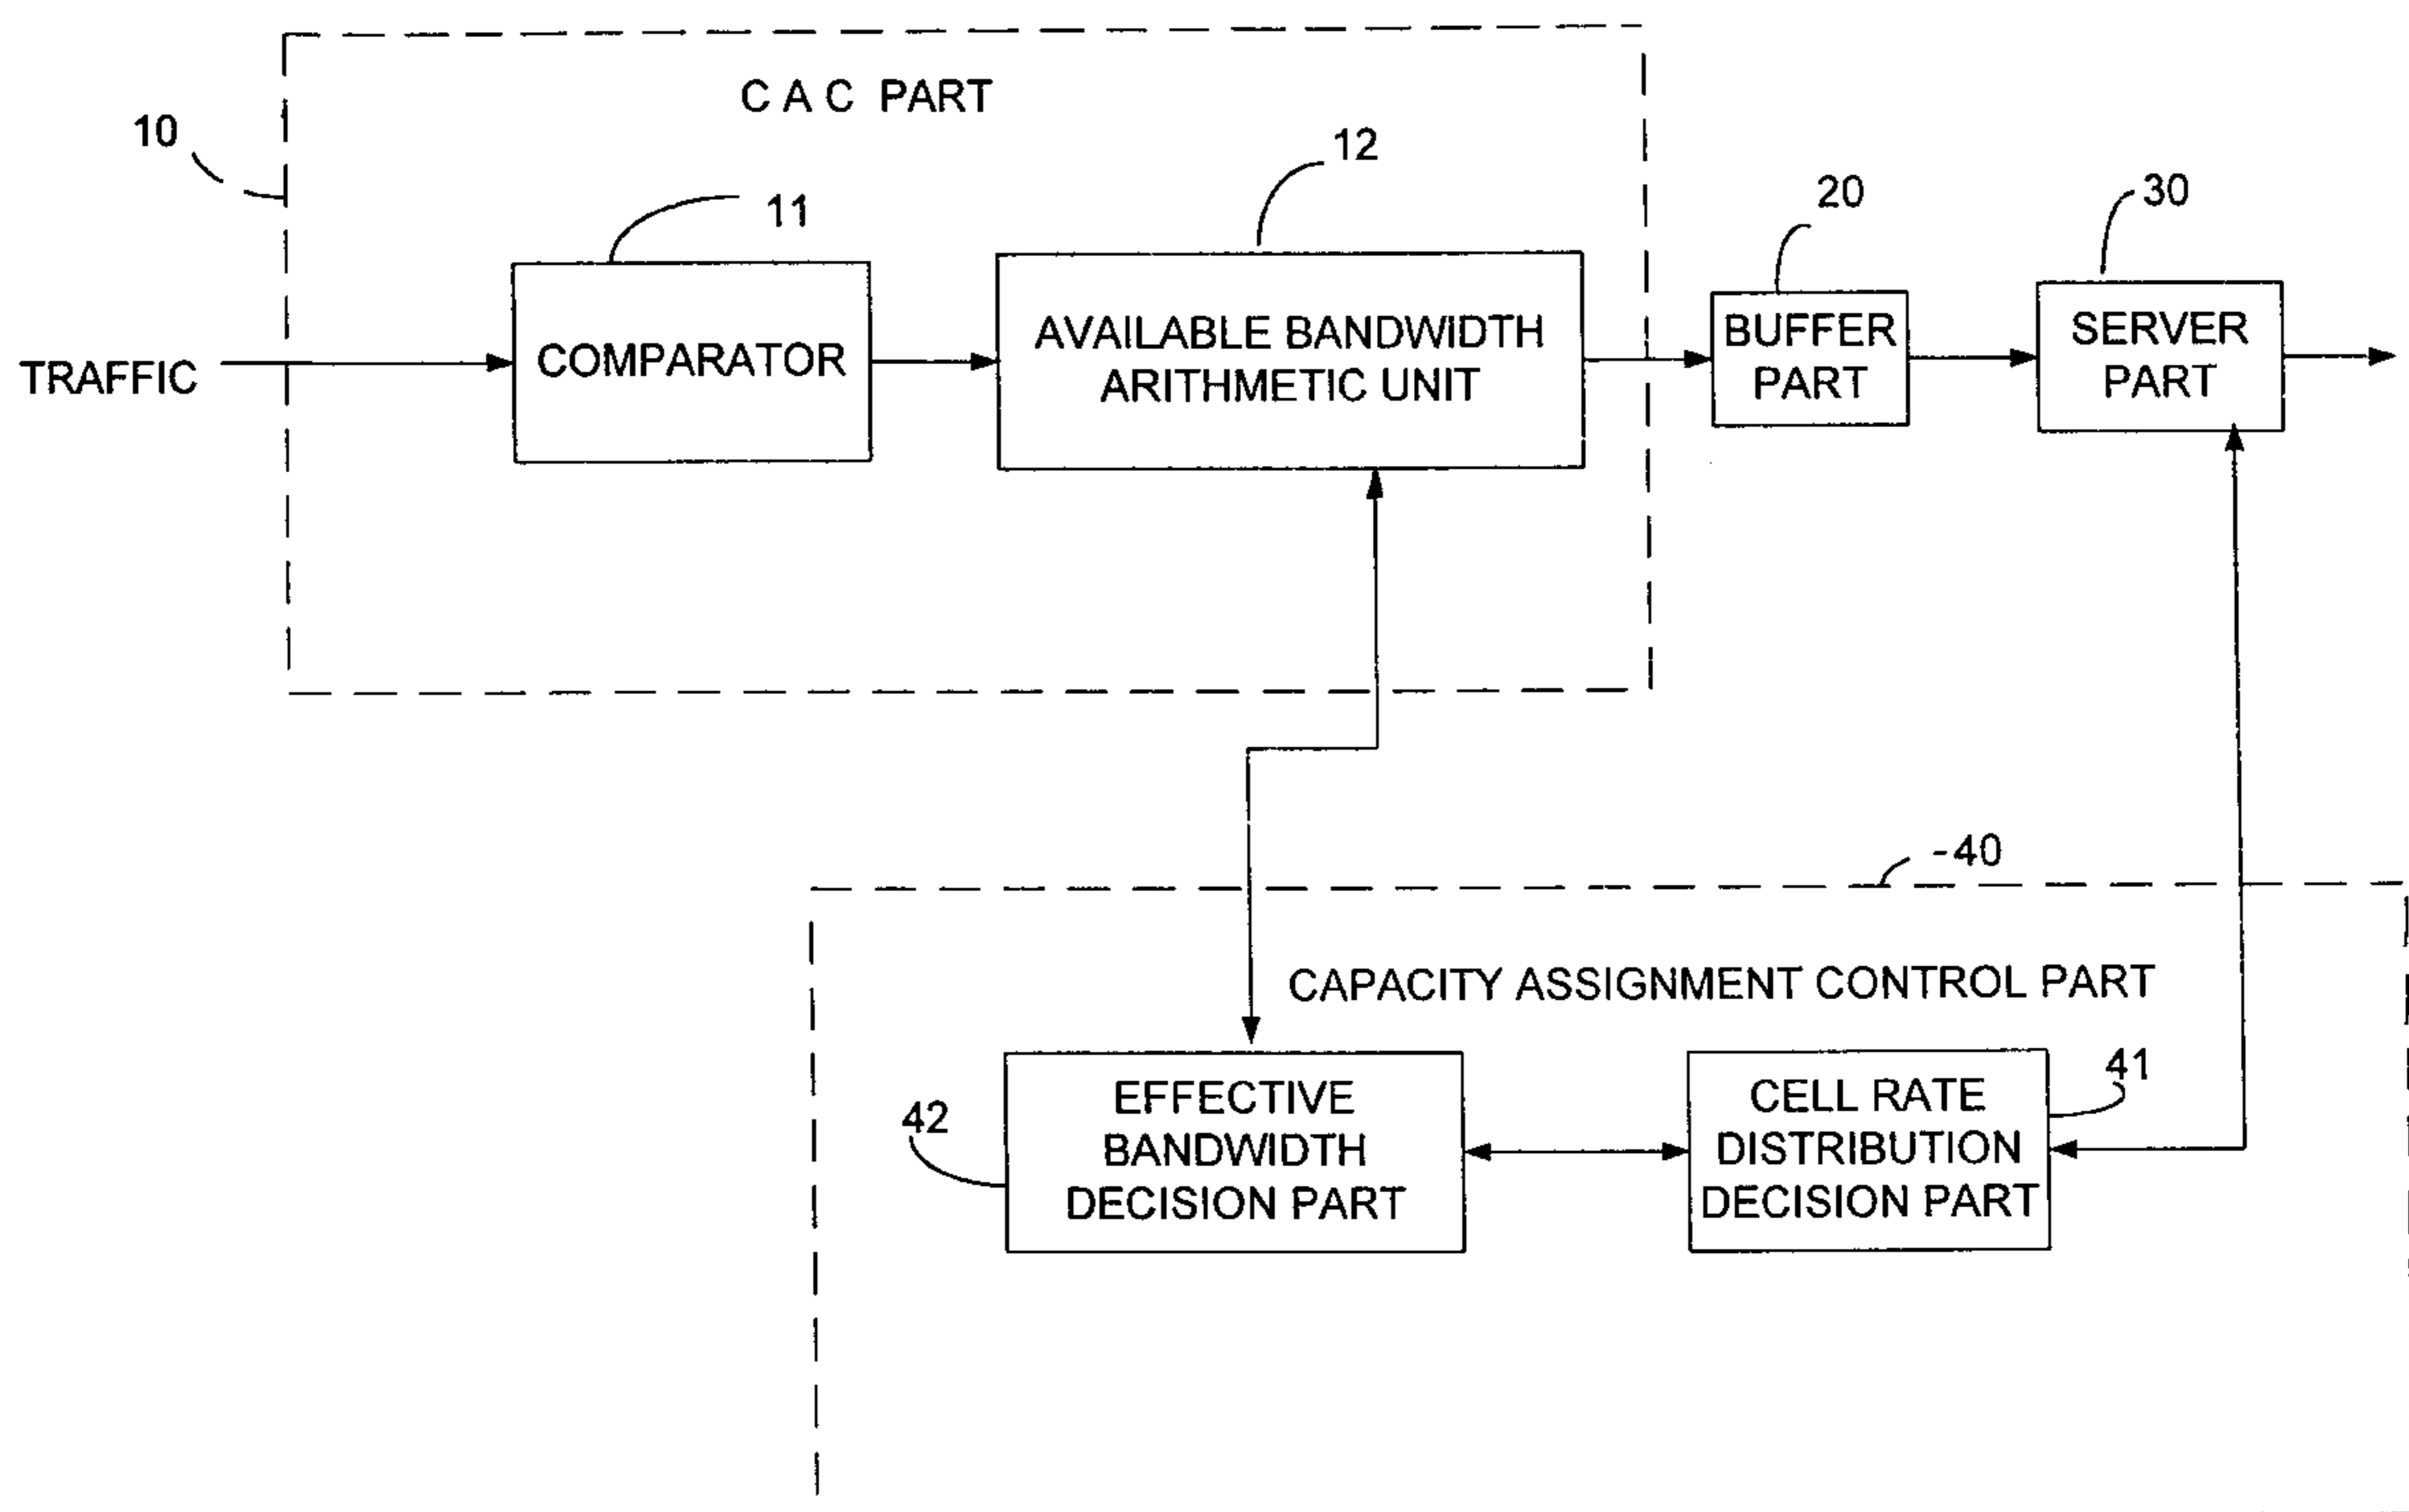 C A C PART
10
12
11
20
30
TRAFFIC
COMPARATOR
AVAILABLE BANDWIDTH
ARITHMETIC UNIT
BUFFER
PART
SERVER
PART
-40
CAPACITY ASSIGNMENT CONTROL PART
42
EFFECTIVE
BANDWIDTH
DECISION PART
CELL RATE
DISTRIBUTION
DECISION PART
41